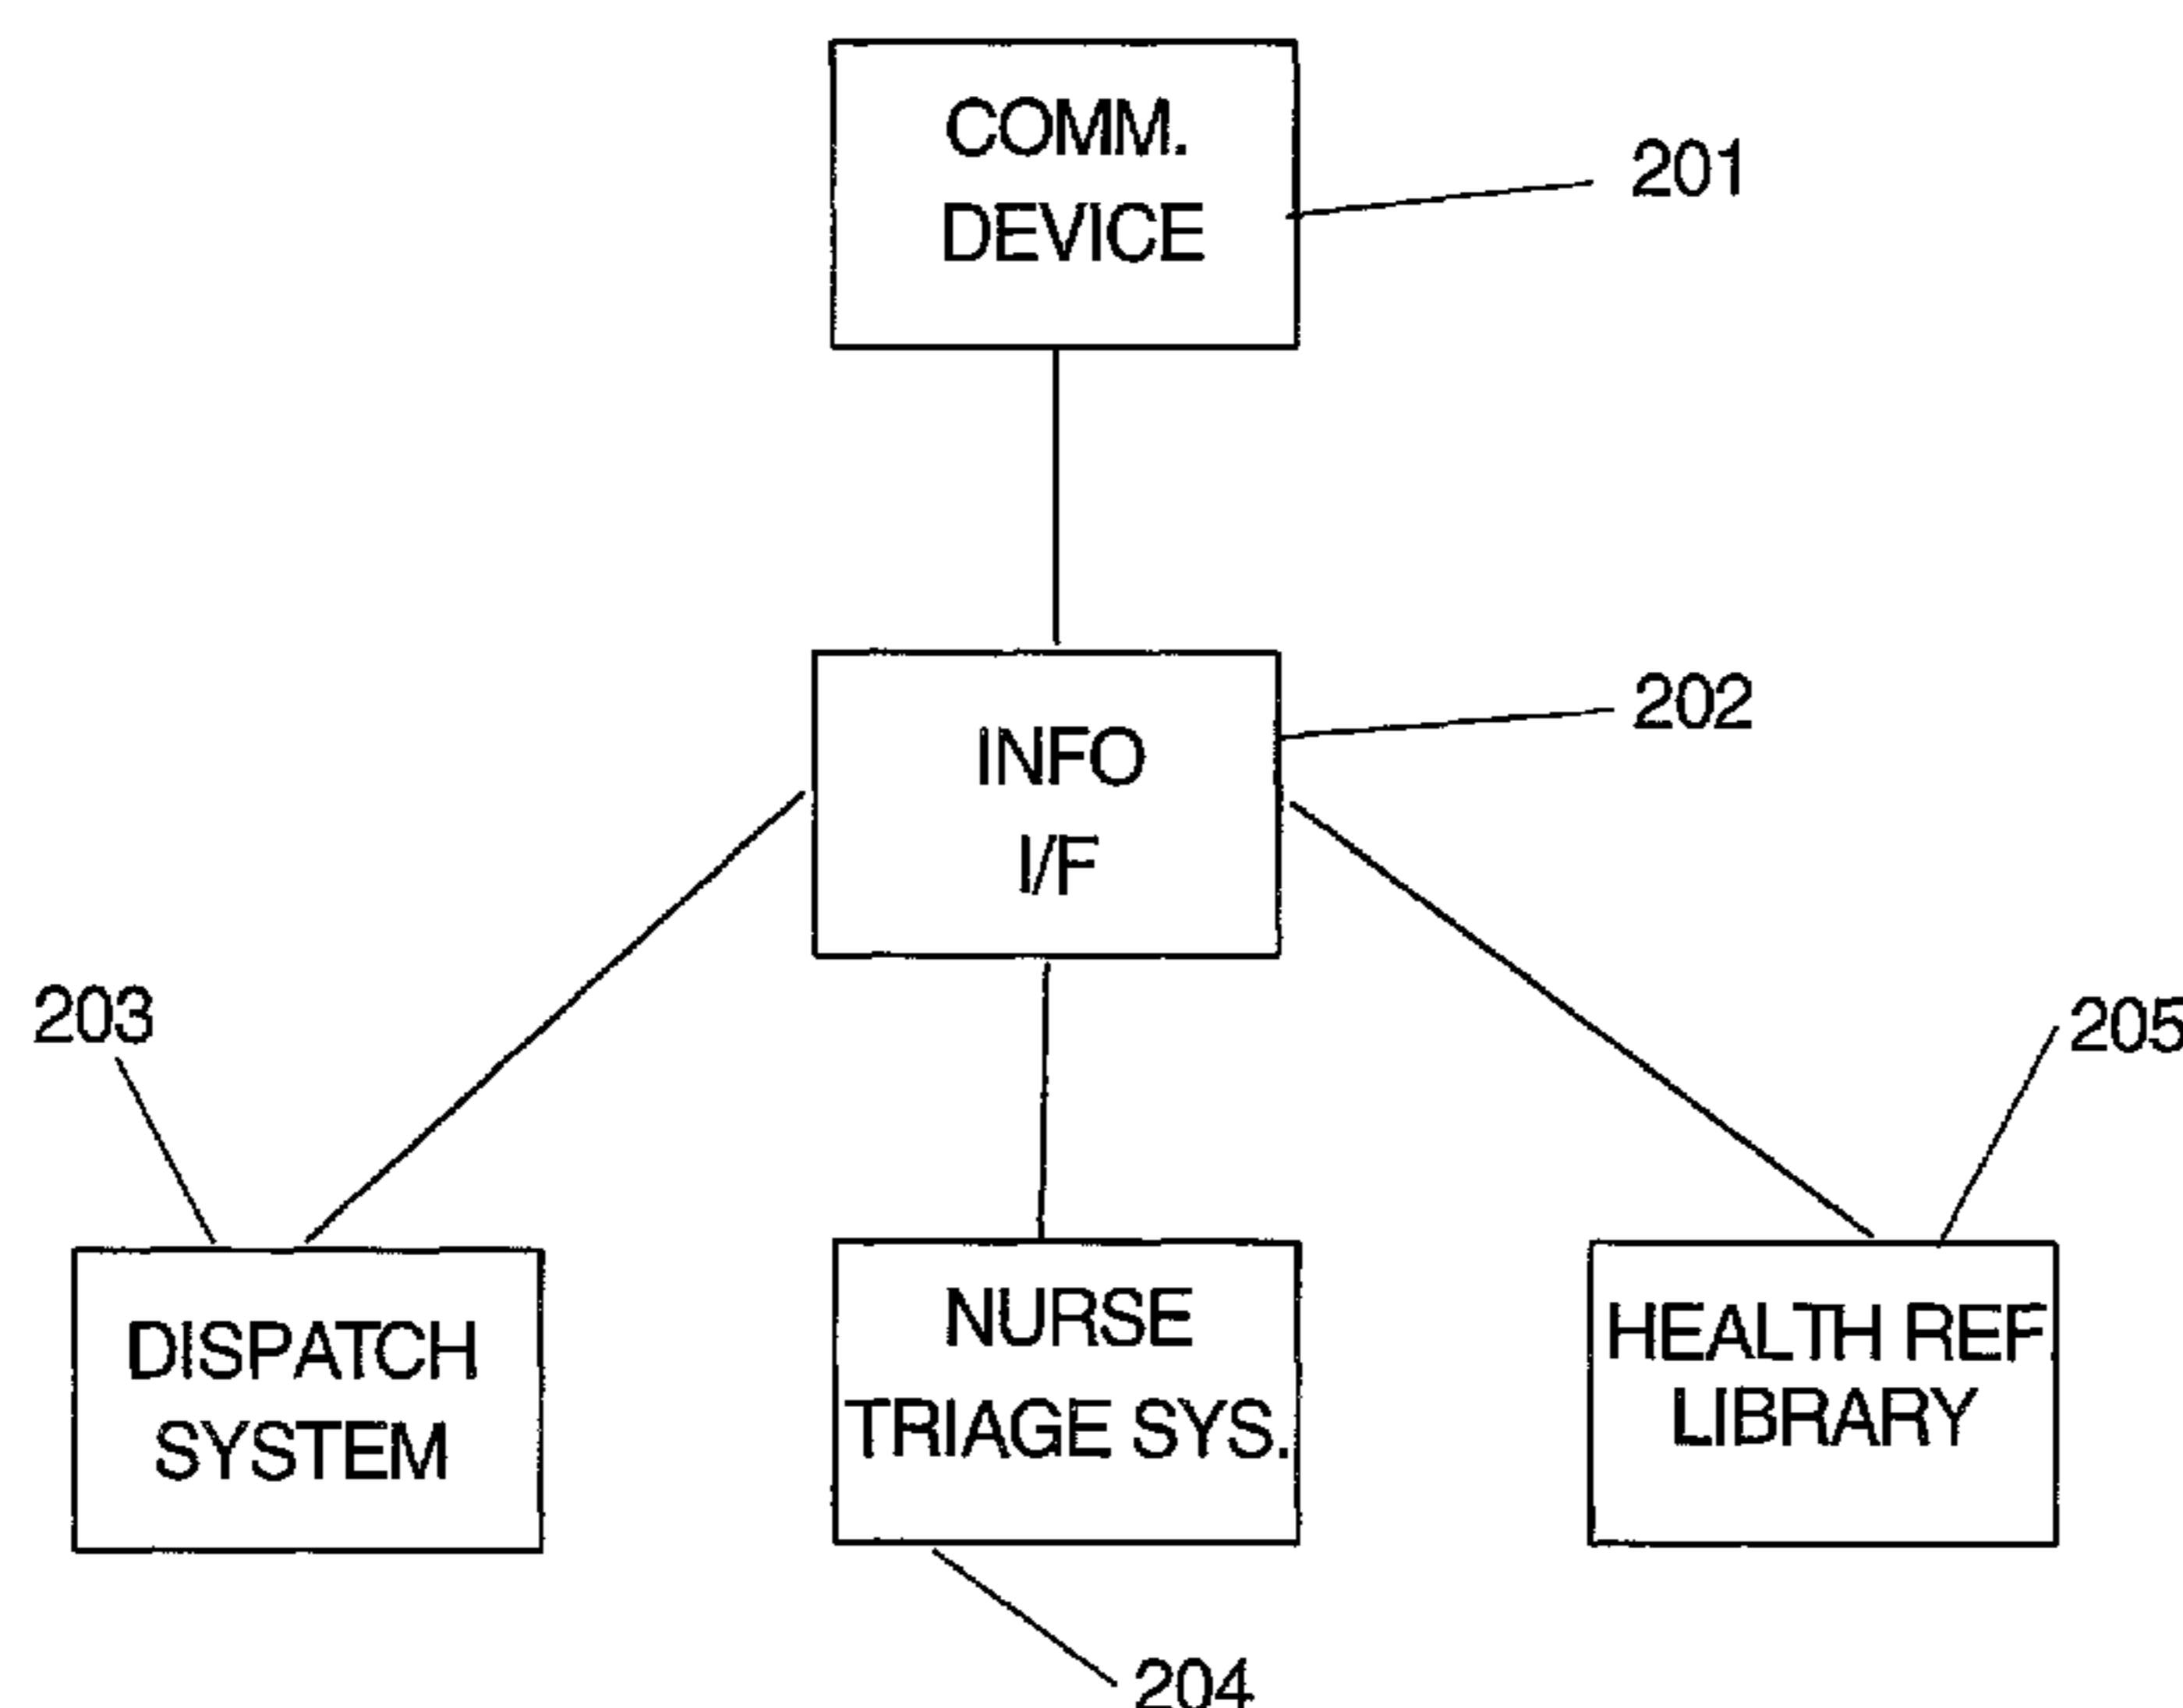 COMM.
DEVICE
201
INFO
I/F
202
203
205
DISPATCH
SYSTEM
NURSE
TRIAGE SYS.
HEALTH REF.
LIBRARY
204